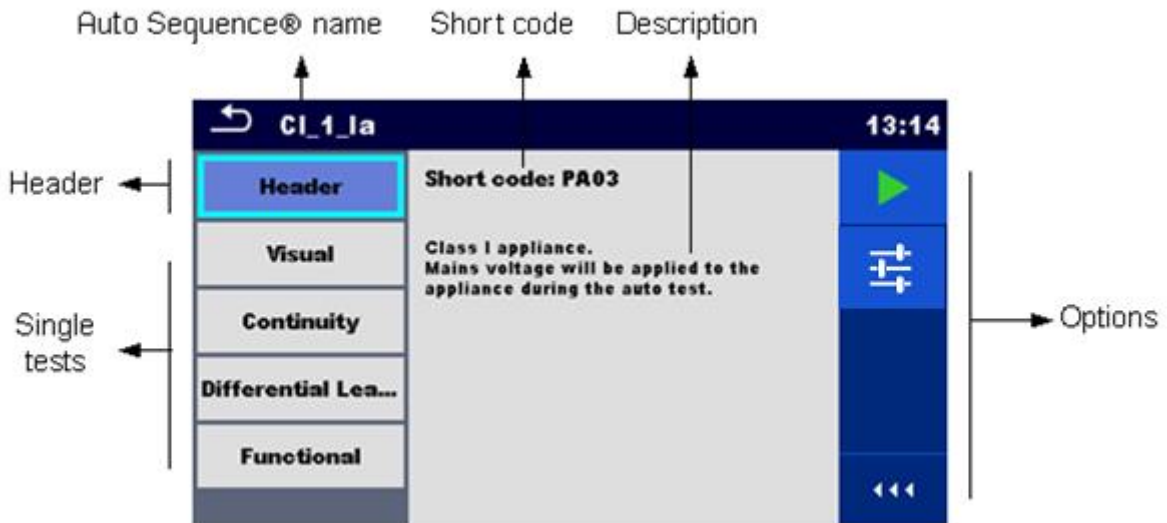 Auto Sequence® name Short code Description
Cl_1_Ia 13:14
Header
Header
Short code: PA03
Visual
Class I appliance.
Mains voltage will be applied to the
appliance during the auto test.
Single
tests
Continuity
Options
Differential Lea...
Functional